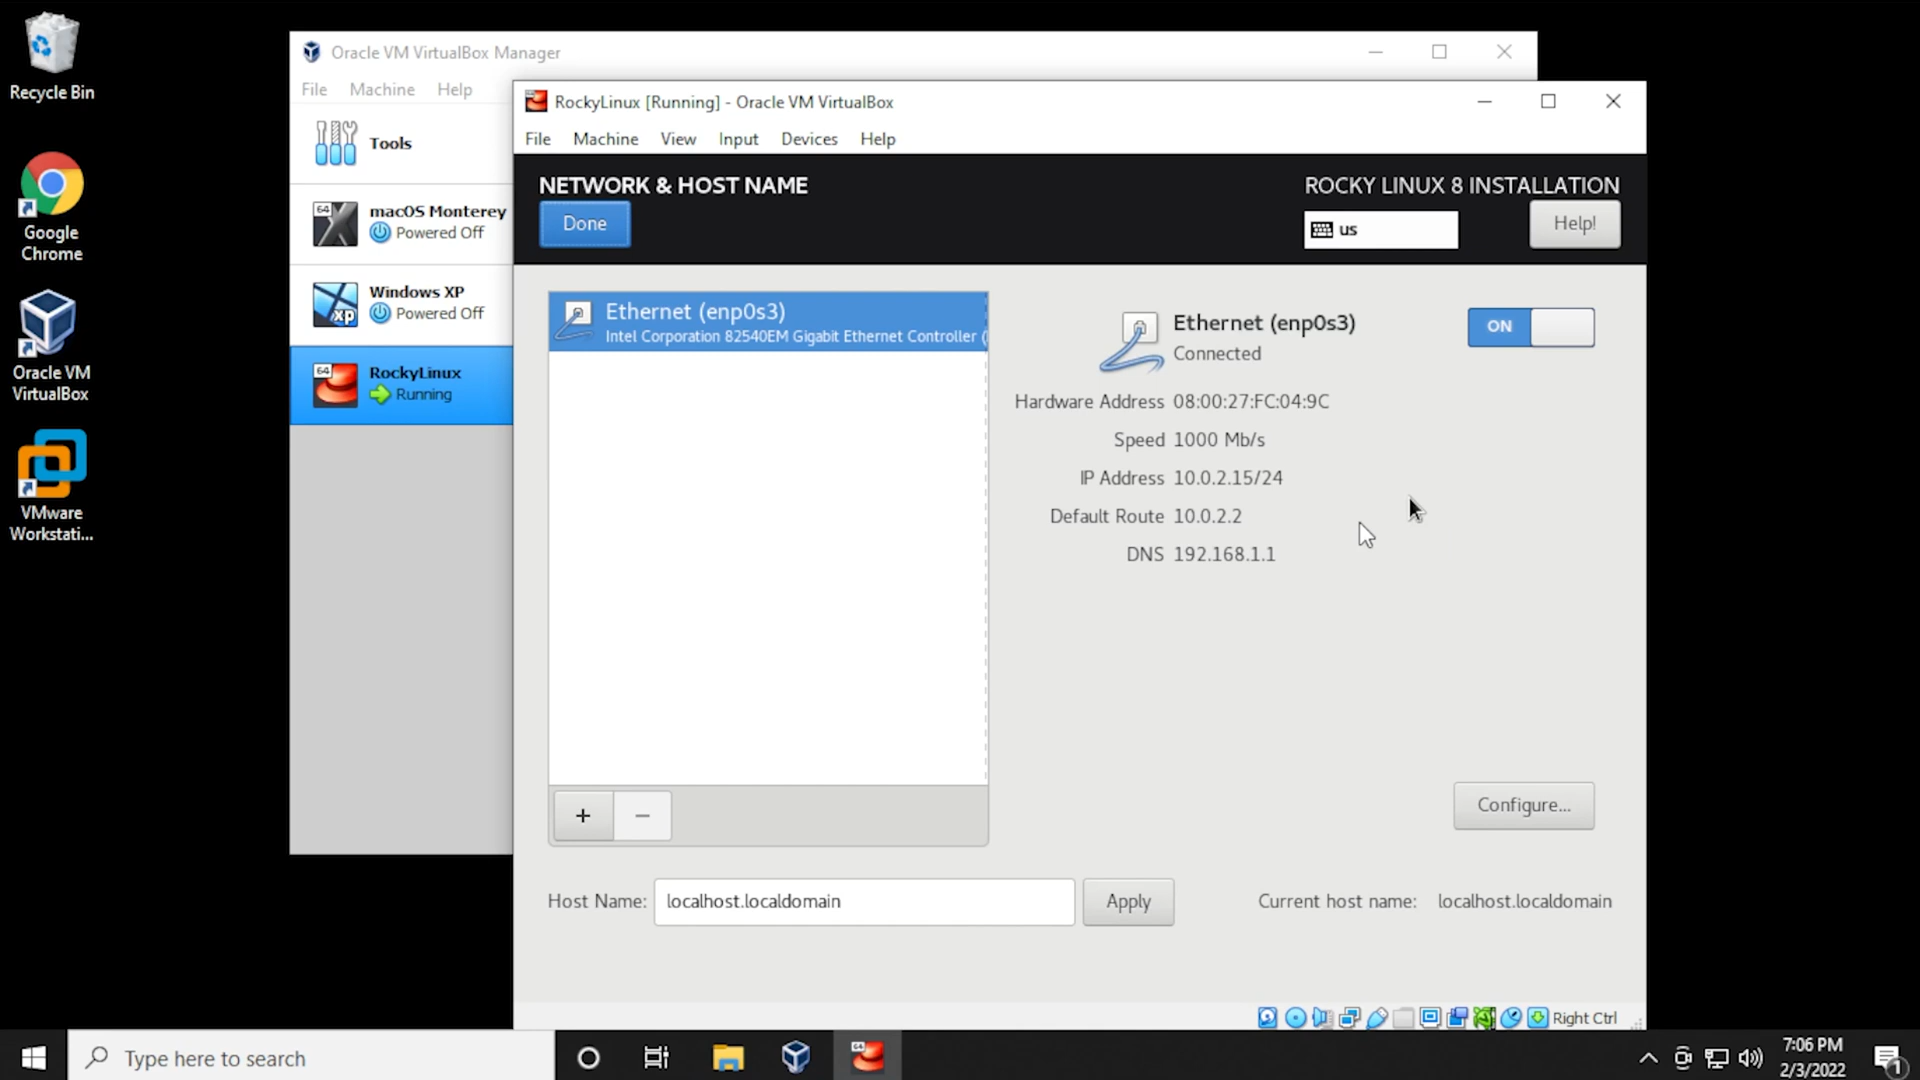 Recycle Bin
Google
Chrome
Oracle VM
VirtualBox
VMware
Workstati...
Oracle VM VirtualBox Manager
File Machine Help
Tools
64
macOS Monterey
Powered Off
Windows XP
Powered Off
xp
64
RockyLinux
Running
RockyLinux [Running] - Oracle VM VirtualBox
File Machine View Input Devices Help
NETWORK & HOST NAME
Done
ROCKY LINUX 8 INSTALLATION
us
Help!
Ethernet (enp0s3)
Intel Corporation 82540EM Gigabit Ethernet Controller (
Ethernet (enp0s3)
Connected
ON
Hardware Address 08:00:27:FC:04:9C
Speed 1000 Mb/s
IP Address 10.0.2.15/24
Default Route 10.0.2.2
DNS 192.168.1.1
+ −
Configure...
Host Name: localhost.localdomain Apply
Current host name: localhost.localdomain
Right Ctrl
Type here to search
64
7:06 PM
2/3/2022
1